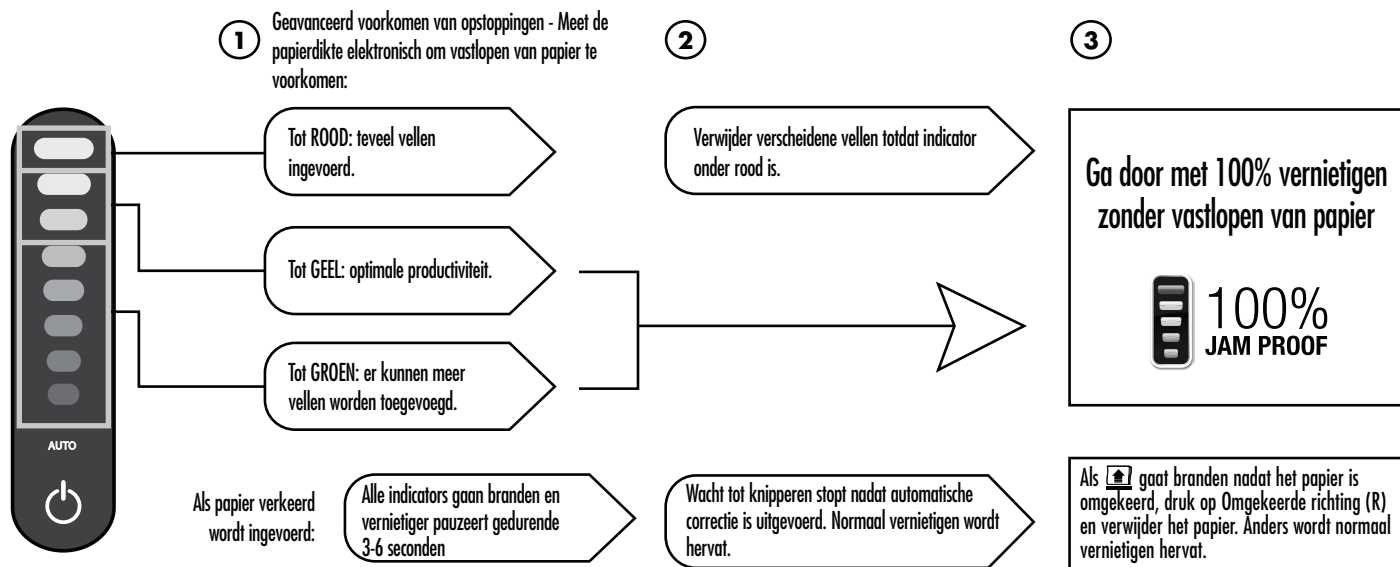 1
Geavanceerd voorkomen van opstoppingen - Meet de
papierdikte elektronisch om vastlopen van papier te
voorkomen:
2
3
Tot ROOD: teveel vellen
ingevoerd.
Verwijder verscheidene vellen totdat indicator
onder rood is.
Ga door met 100% vernietigen
zonder vastlopen van papier
Tot GEEL: optimale productiviteit.
100%
JAM PROOF
Tot GROEN: er kunnen meer
vellen worden toegevoegd.
AUTO
Als papier verkeerd
wordt ingevoerd:
Alle indicators gaan branden en
vernietiger pauzeert gedurende
3-6 seconden
Wacht tot knipperen stopt nadat automatische
correctie is uitgevoerd. Normaal vernietigen wordt
hervat.
Als gaat branden nadat het papier is
omgekeerd, druk op Omgekeerde richting (R)
en verwijder het papier. Anders wordt normaal
vernietigen hervat.